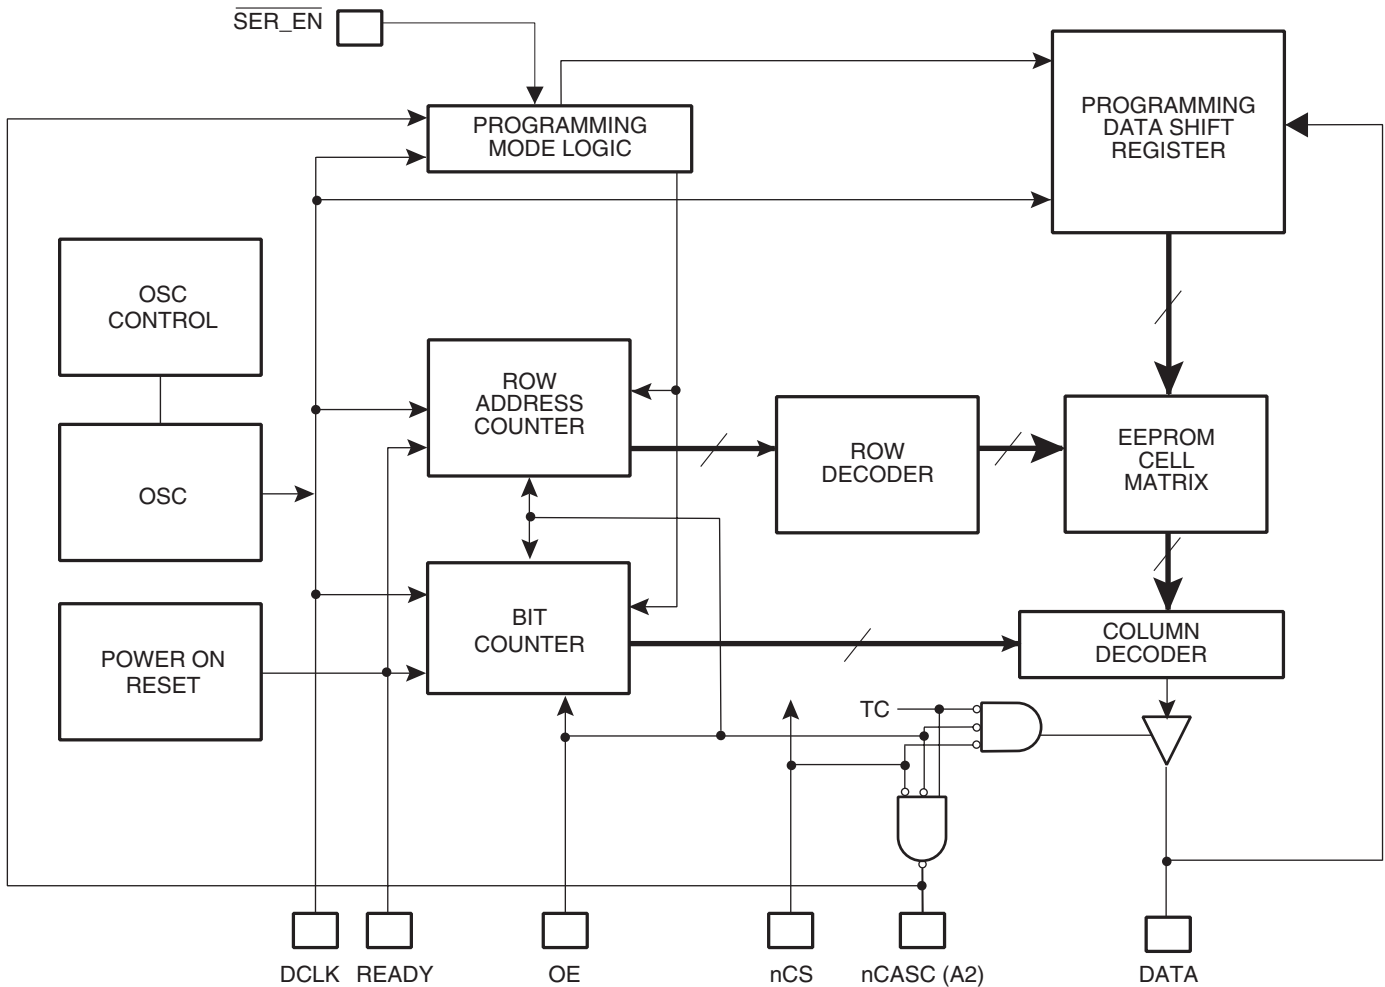 SER_EN
PROGRAMMING
MODE LOGIC
PROGRAMMING
DATA SHIFT
REGISTER
OSC
CONTROL
ROW
ADDRESS
COUNTER
ROW
DECODER
EEPROM
CELL
MATRIX
OSC
BIT
COUNTER
POWER ON
RESET
COLUMN
DECODER
TC
DCLK
READY
OE
nCS
nCASC (A2)
DATA